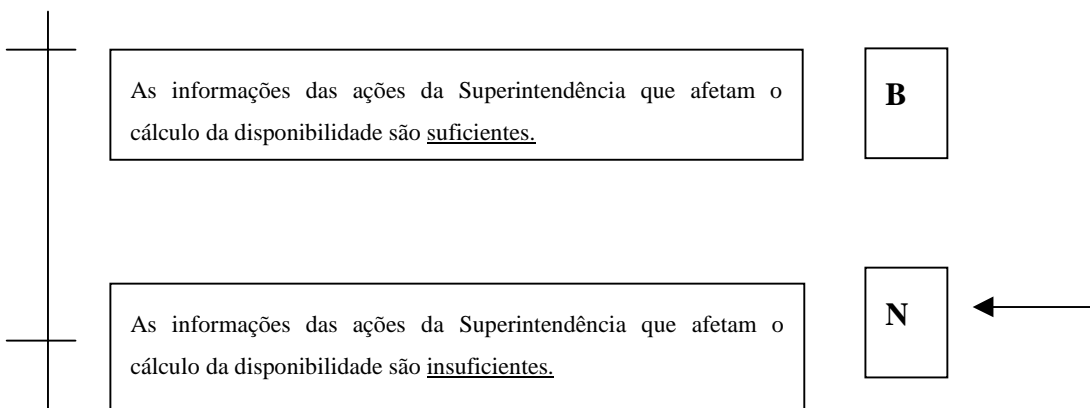 As informações das ações da Superintendência que afetam o
cálculo da disponibilidade são suficientes.
B
As informações das ações da Superintendência que afetam o
cálculo da disponibilidade são insuficientes.
N